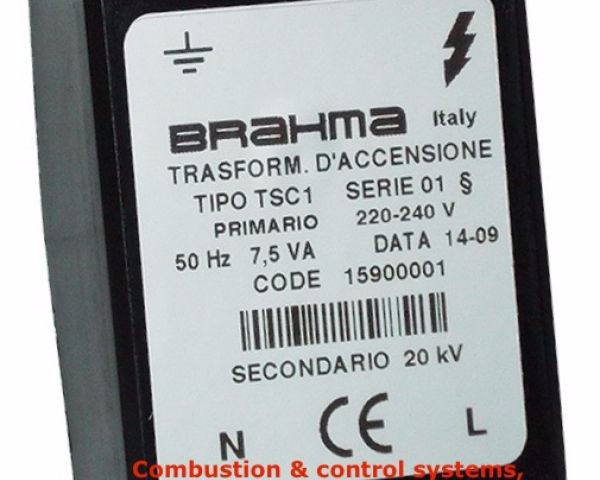 BRAHMA Italy
TRASFORM. D'ACCENSIONE
TIPO TSC1 SERIE 01 §
PRIMARIO 220-240 V
50 Hz 7,5 VA DATA 14-09
CODE 15900001
SECONDARIO 20 kV
N CE L
Combustion & control systems,